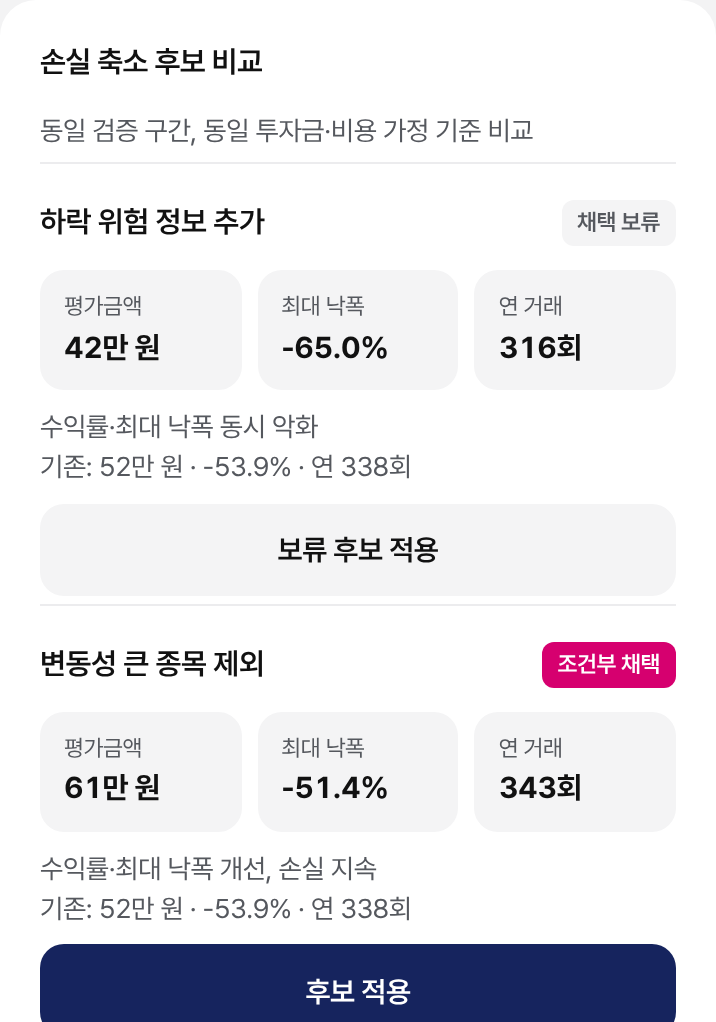 손실 축소 후보 비교
동일 검증 구간, 동일 투자금·비용 가정 기준 비교
하락 위험 정보 추가
채택 보류
평가금액
최대 낙폭
연 거래
42만 원
-65.0%
316회
수익률·최대 낙폭 동시 악화
기존: 52만 원 · -53.9% · 연 338회
보류 후보 적용
변동성 큰 종목 제외
조건부 채택
평가금액
최대 낙폭
연 거래
61만 원
-51.4%
343회
수익률·최대 낙폭 개선, 손실 지속
기존: 52만 원 · -53.9% · 연 338회
후보 적용